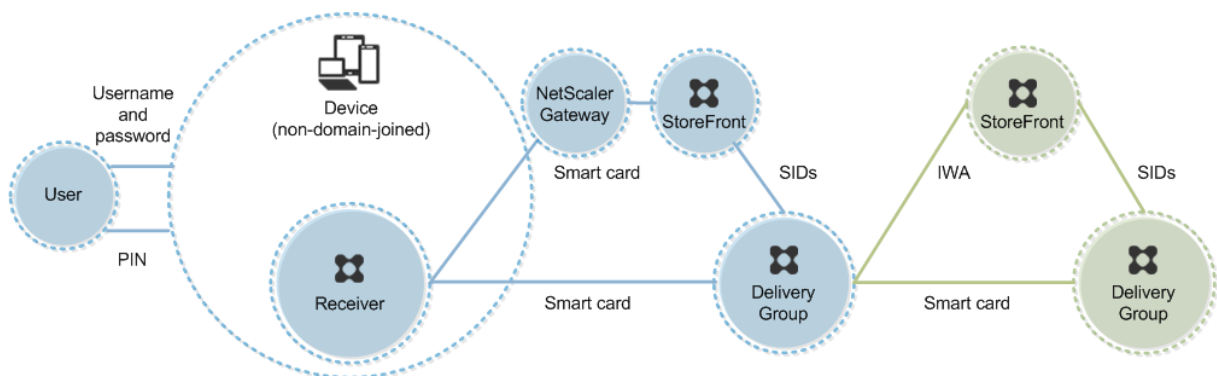 Username
and
password
User
PIN
Device
(non-domain-joined)
Receiver
NetScaler
Gateway
StoreFront
Smart card
SIDs
Smart card
Delivery
Group
StoreFront
IWA
SIDs
Smart card
Delivery
Group